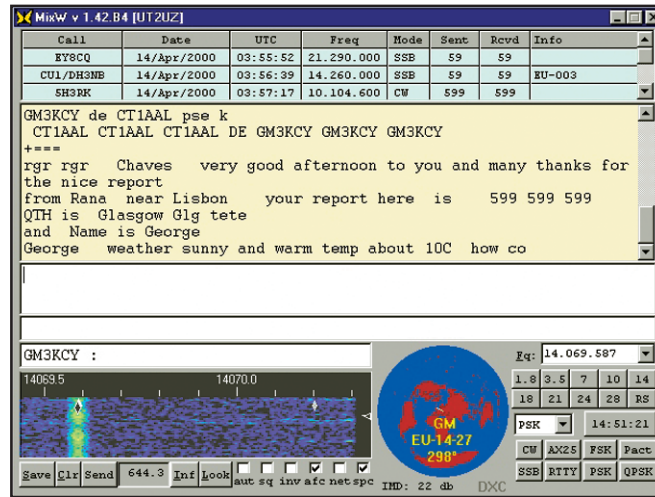 MixW v 1.42.B4 [UT2UZ]
Call Date UTC Freq Mode Sent Rcvd Info
EY8CQ 14/Apr/2000 03:55:52 21.290.000 SSB 59 59
CU1/DH3NB 14/Apr/2000 03:56:39 14.260.000 SSB 59 59 EU-003
5H3RK 14/Apr/2000 03:57:17 10.104.600 CW 599 599
GM3KCY de CT1AAL pse k
CT1AAL CT1AAL CT1AAL DE GM3KCY GM3KCY GM3KCY
+===
rgr rgr Chaves very good afternoon to you and many thanks for
the nice report
from Rana near Lisbon your report here is 599 599 599
QTH is Glasgow Glg tete
and Name is George
George weather sunny and warm temp about 10C how co
GM3KCY :
Fq: 14.069.587
14069.5 14070.0
1.8 3.5 7 10 14
18 21 24 28 RS
GM
EU-14-27
298°
PSK 14:51:21
CW AX25 FSK Pact
SSB RTTY PSK QPSK
Save Clr Send 644.3 Inf Look aut sq inv afc net spc
IMD: 22 db DXC